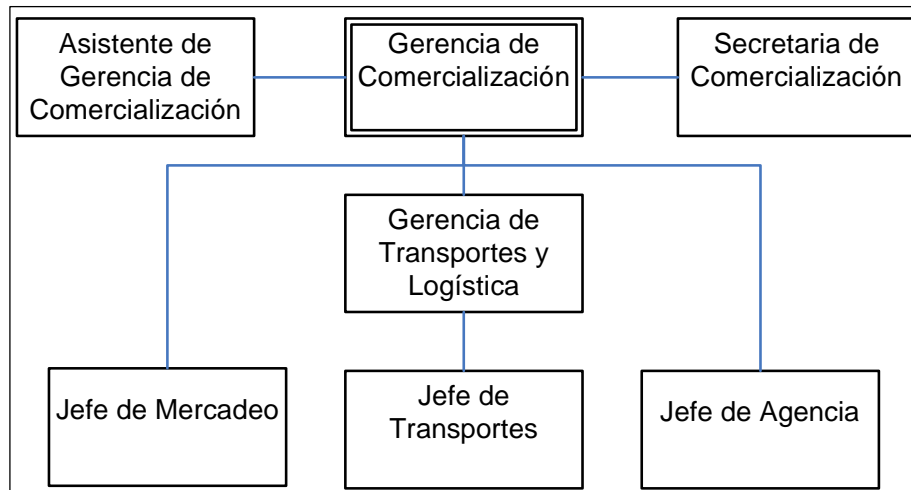 Asistente de
Gerencia de
Comercialización
Gerencia de
Comercialización
Secretaria de
Comercialización
Gerencia de
Transportes y
Logística
Jefe de Mercadeo
Jefe de
Transportes
Jefe de Agencia